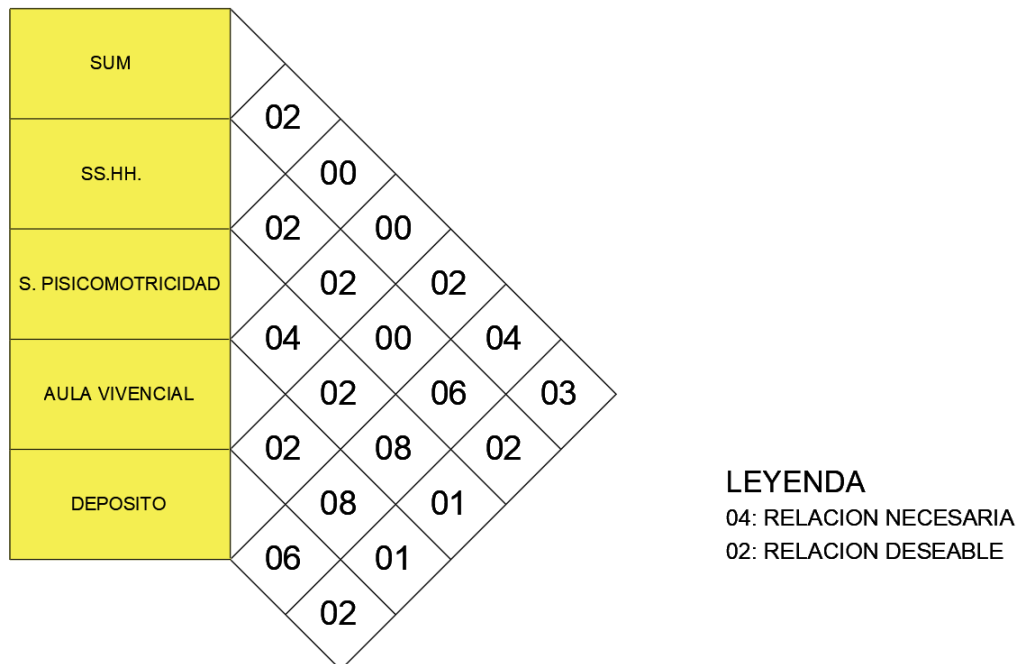 SUM
02
00
SS.HH.
02
00
S. PISICOMOTRICIDAD
02
02
04
00
04
AULA VIVENCIAL
02
06
03
02
08
02
LEYENDA
DEPOSITO
08
01
04: RELACION NECESARIA
02: RELACION DESEABLE
06
01
02